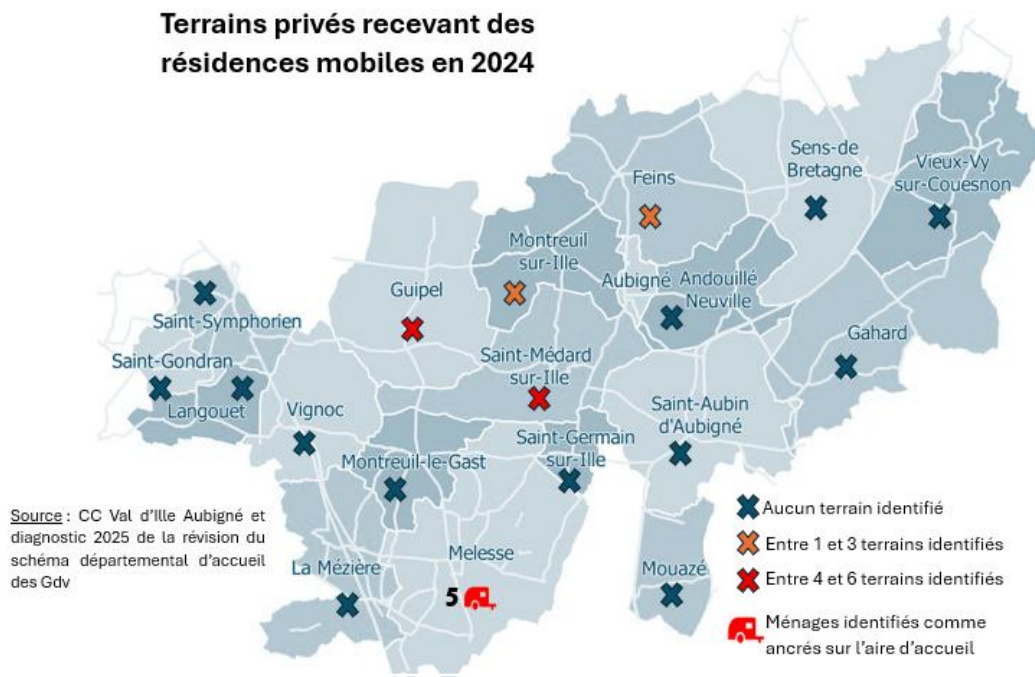 Terrains privés recevant des
résidences mobiles en 2024
Sens-de
Bretagne
Vieux-Vy
sur-Couesnon
Feins
Montreuil
sur-Ille
Aubigné
Andouillé
Neuville
Guipel
Saint-Symphorien
Gahard
Saint-Gondran
Saint-Médard
sur-Ille
Langouet
Vignoc
Saint-Aubin
d'Aubigné
Saint-Germain
sur-Ille
Montreuil-le-Gast
Source : CC Val d'Ille Aubigné et
diagnostic 2025 de la révision du
schéma départemental d'accueil
des Gdv
La Mézière
Melesse
5
Mouazé
Aucun terrain identifié
Entre 1 et 3 terrains identifiés
Entre 4 et 6 terrains identifiés
Ménages identifiés comme
ancrés sur l'aire d'accueil